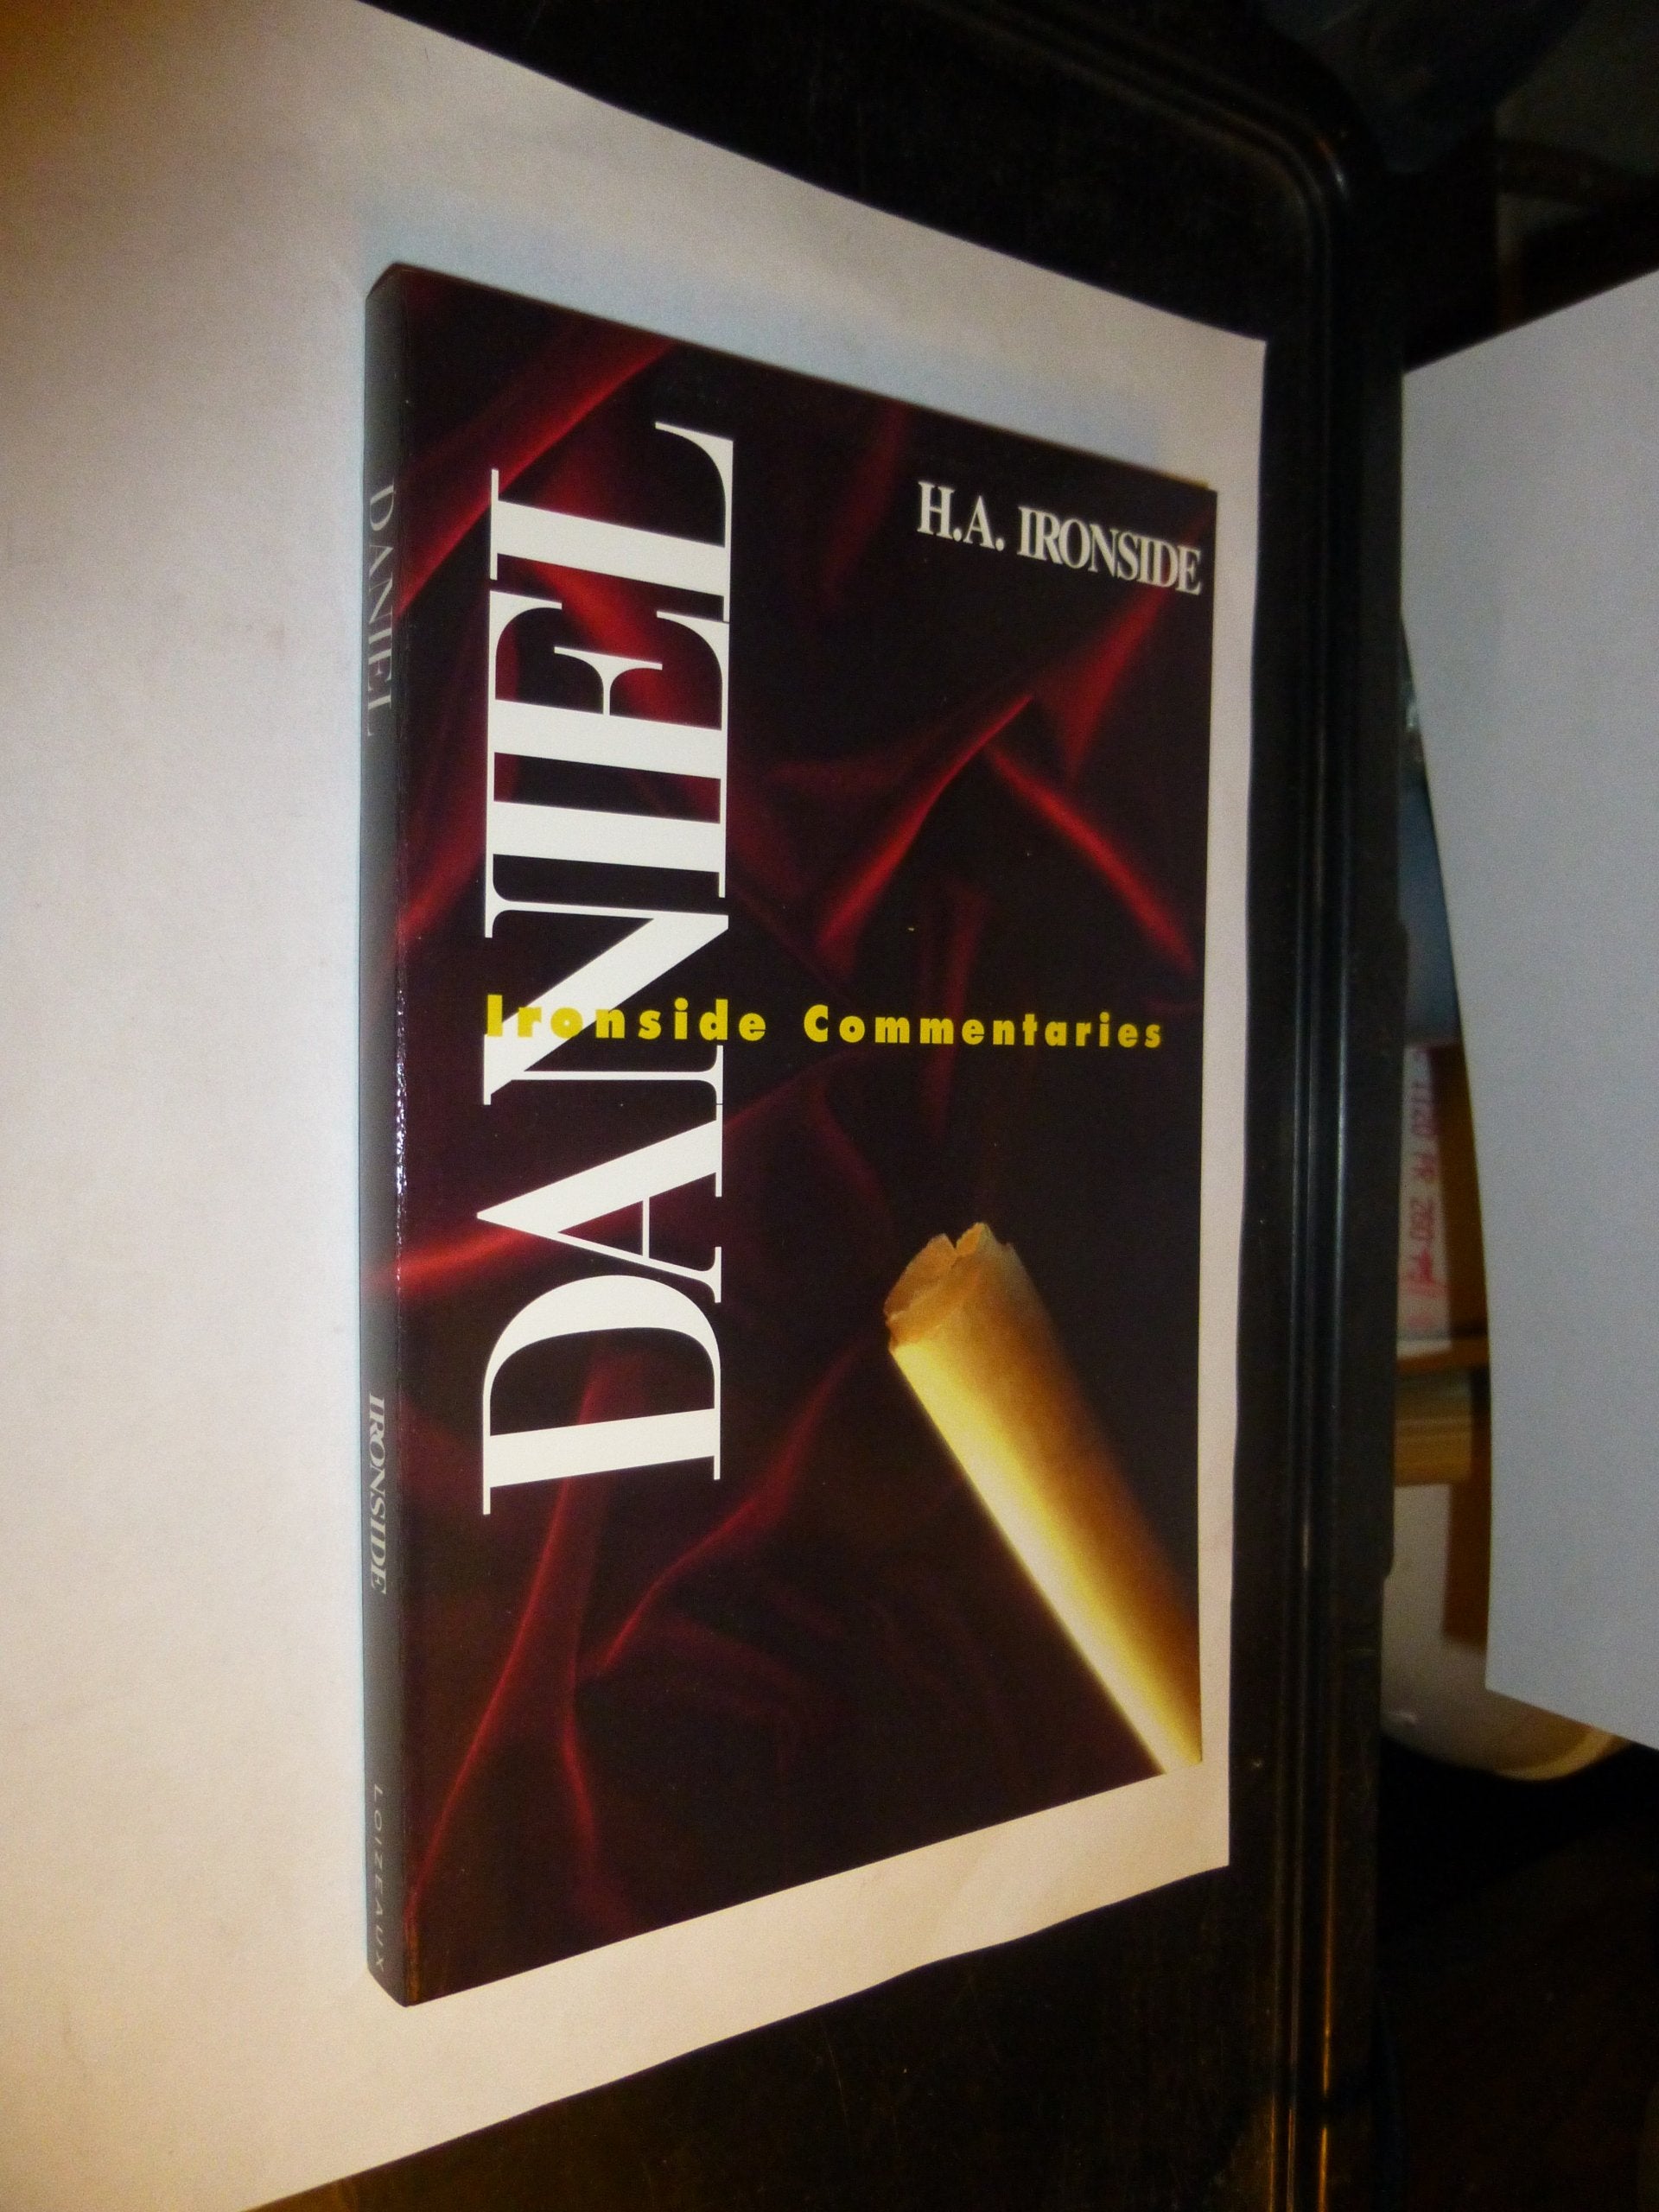 H.A. IRONSIDE
DANIEL
Ironside Commentaries
DANIEL
IRONSIDE
LOIZEAUX